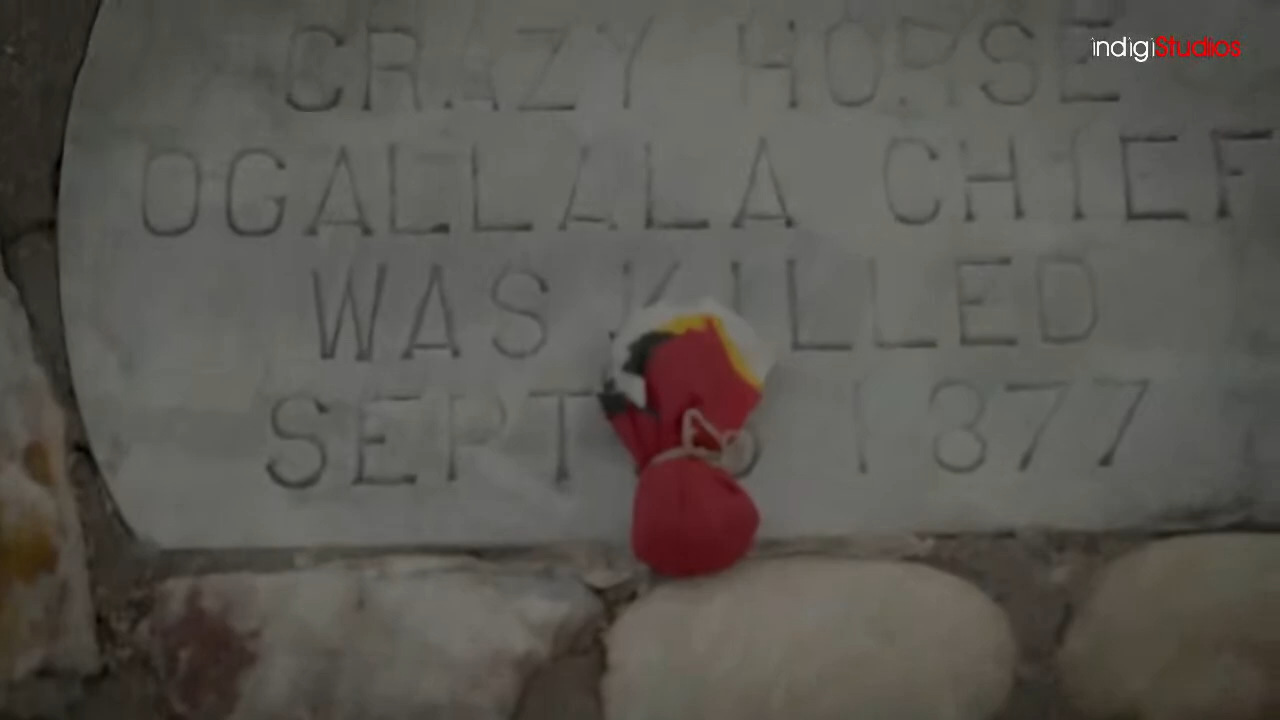 indigiStudios
CRAZY HORSE
OGALLALA CHIEF
WAS KILLED
SEPT 1877